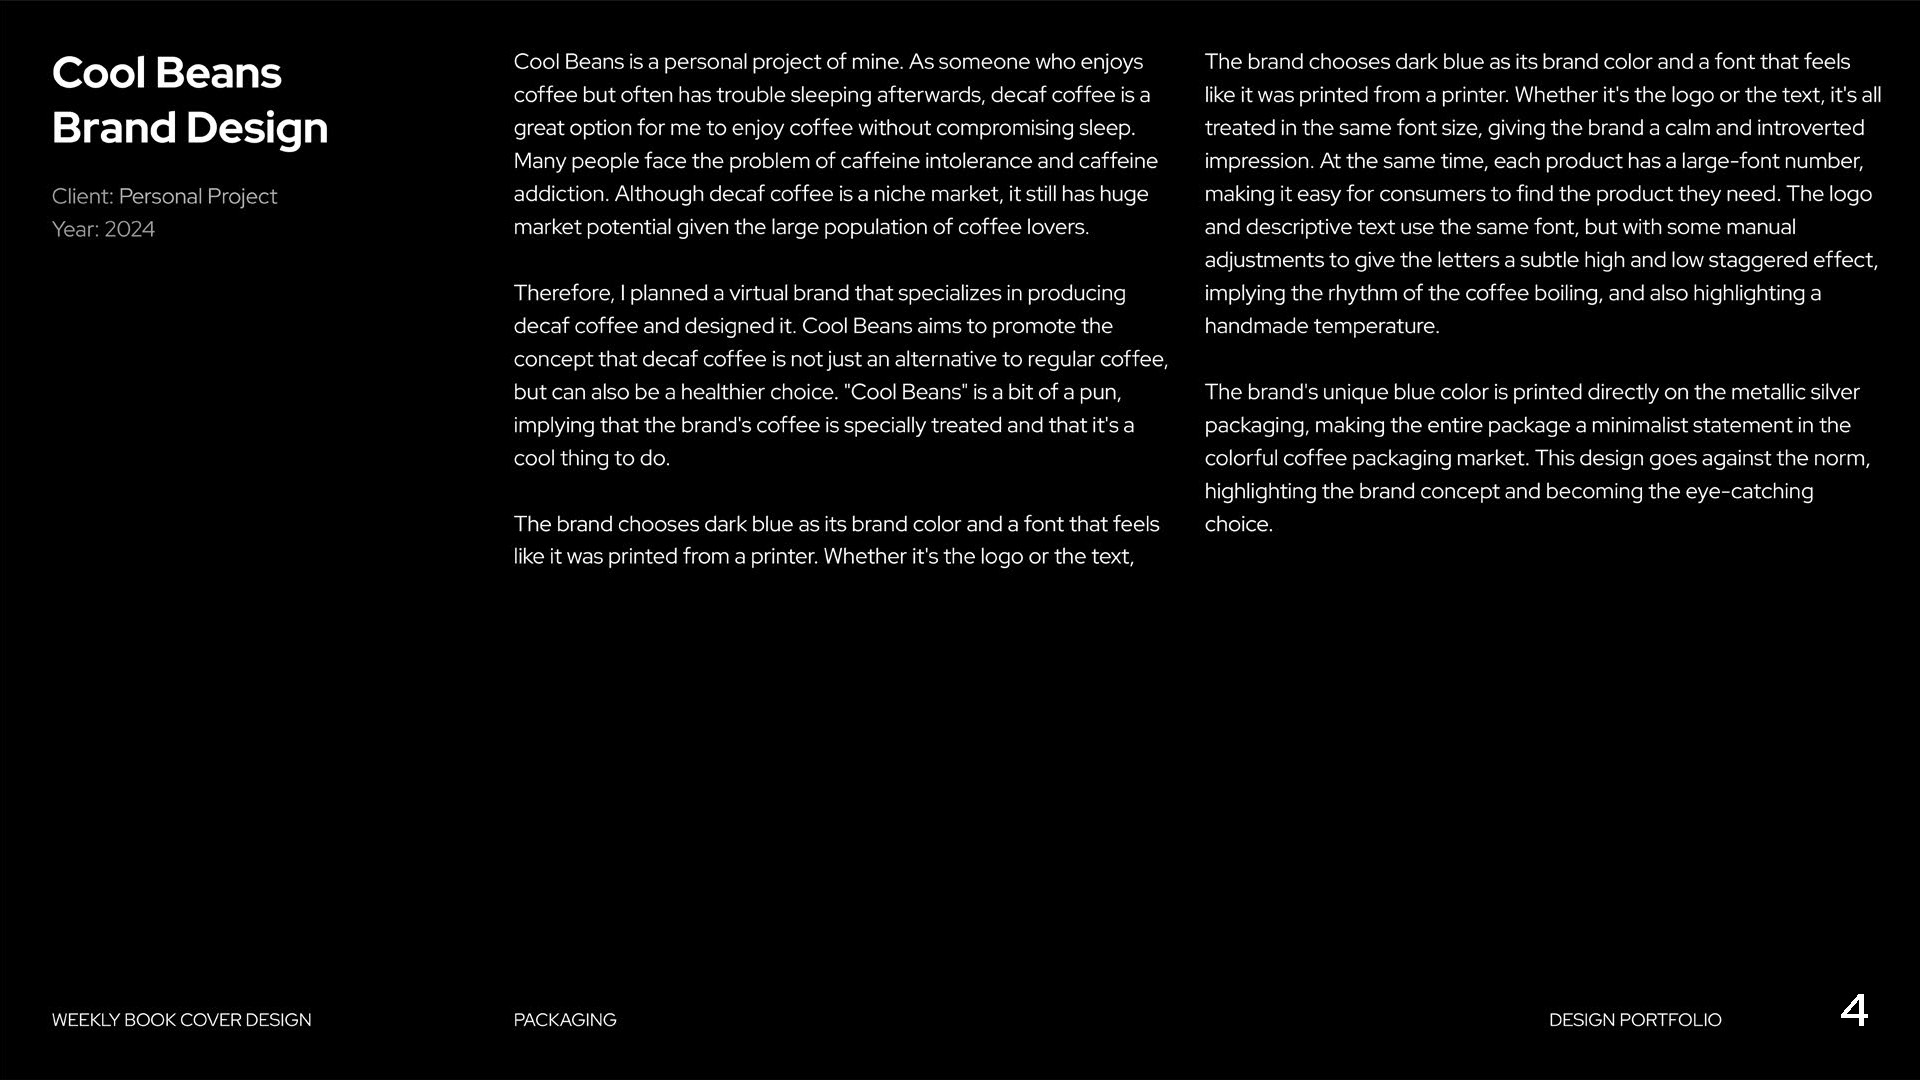 Cool Beans
Brand Design
Client: Personal Project
Year: 2024
Cool Beans is a personal project of mine. As someone who enjoys
coffee but often has trouble sleeping afterwards, decaf coffee is a
great option for me to enjoy coffee without compromising sleep.
Many people face the problem of caffeine intolerance and caffeine
addiction. Although decaf coffee is a niche market, it still has huge
market potential given the large population of coffee lovers.
Therefore, I planned a virtual brand that specializes in producing
decaf coffee and designed it. Cool Beans aims to promote the
concept that decaf coffee is not just an alternative to regular coffee,
but can also be a healthier choice. "Cool Beans" is a bit of a pun,
implying that the brand's coffee is specially treated and that it's a
cool thing to do.
The brand chooses dark blue as its brand color and a font that feels
like it was printed from a printer. Whether it's the logo or the text,
The brand chooses dark blue as its brand color and a font that feels
like it was printed from a printer. Whether it's the logo or the text, it's all
treated in the same font size, giving the brand a calm and introverted
impression. At the same time, each product has a large-font number,
making it easy for consumers to find the product they need. The logo
and descriptive text use the same font, but with some manual
adjustments to give the letters a subtle high and low staggered effect,
implying the rhythm of the coffee boiling, and also highlighting a
handmade temperature.
The brand's unique blue color is printed directly on the metallic silver
packaging, making the entire package a minimalist statement in the
colorful coffee packaging market. This design goes against the norm,
highlighting the brand concept and becoming the eye-catching
choice.
WEEKLY BOOK COVER DESIGN
PACKAGING
DESIGN PORTFOLIO
4